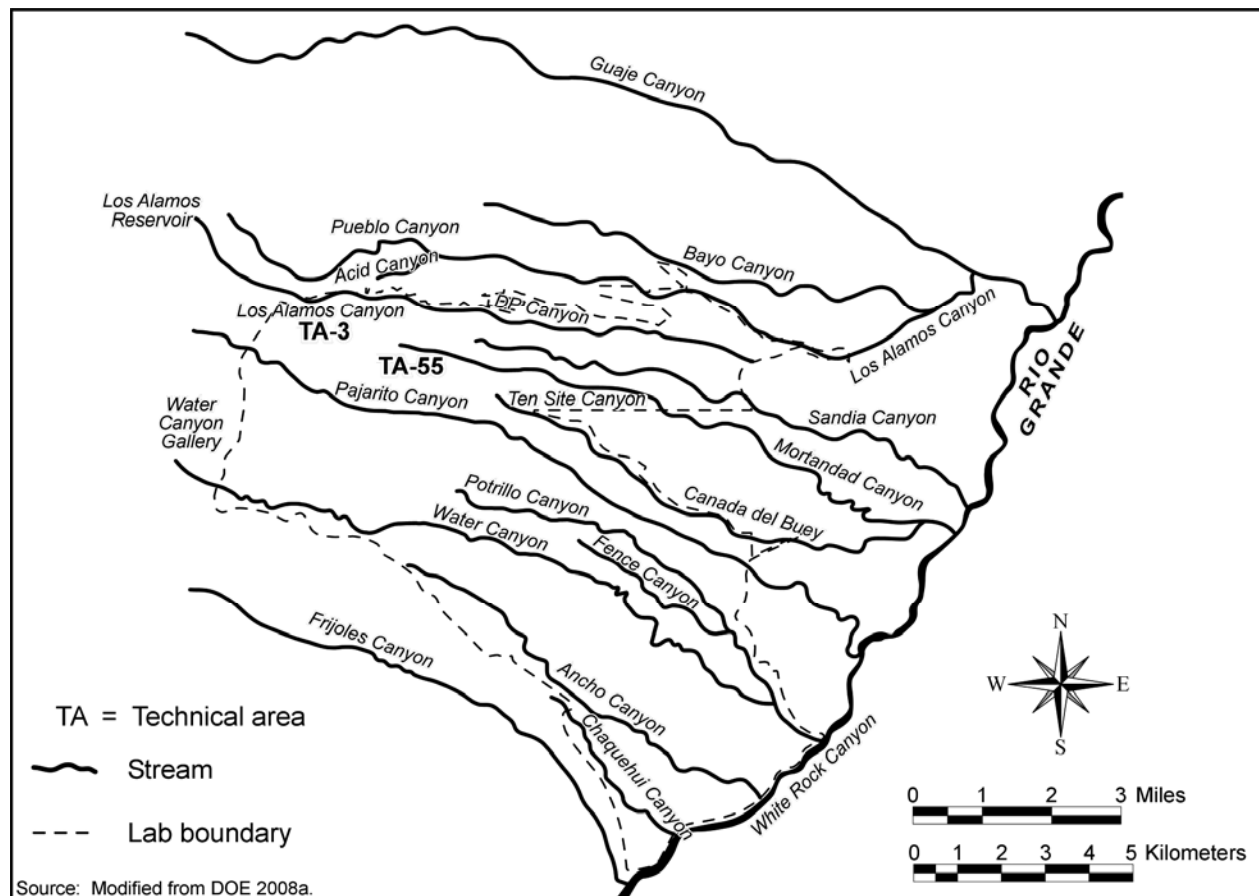 Guaje Canyon
Los Alamos
Reservoir
Pueblo Canyon
Bayo Canyon
Acid Canyon
Los Alamos Canyon
DP Canyon
Los Alamos Canyon
TA-3
TA-55
RIO
GRANDE
Pajarito Canyon
Ten Site Canyon
Sandia Canyon
Water
Canyon
Gallery
Mortandad Canyon
Potrillo Canyon
Canada del Buey
Water Canyon
Fence Canyon
Frijoles Canyon
Ancho Canyon
Chaquehui Canyon
White Rock Canyon
N
W E
S
TA = Technical area
Stream
Lab boundary
0 1 2 3 Miles
0 1 2 3 4 5 Kilometers
Source: Modified from DOE 2008a.